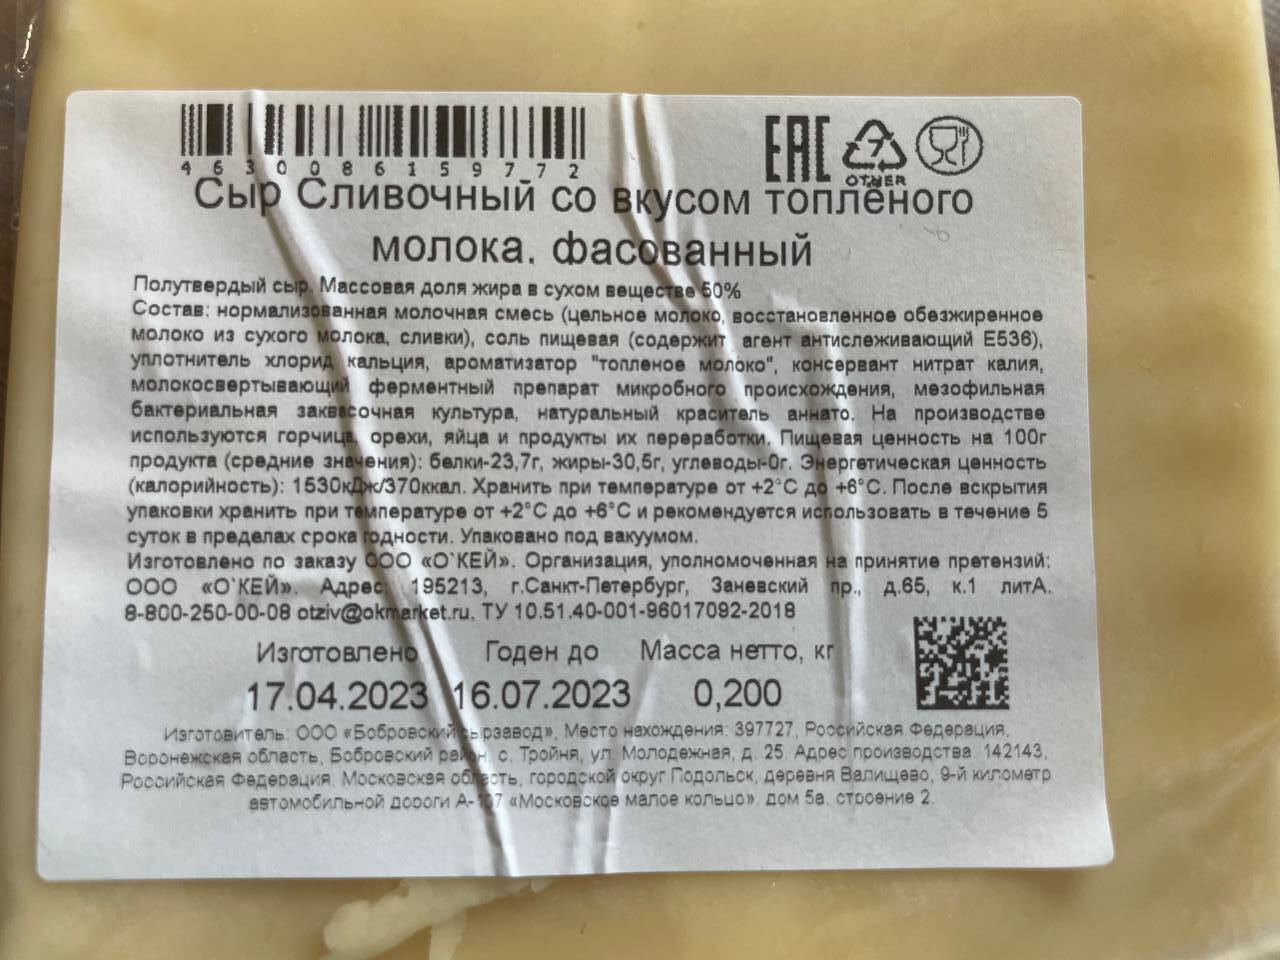 4630086159772
EAC
7
OTHER
Сыр Сливочный со вкусом топлёного
молока. фасованный
Полутвердый сыр. Массовая доля жира в сухом веществе 50%
Состав: нормализованная молочная смесь (цельное молоко, восстановленное обезжиренное
молоко из сухого молока, сливки), соль пищевая (содержит агент антислеживающий Е536),
уплотнитель хлорид кальция, ароматизатор "топленое молоко", консервант нитрат калия,
молокосвертывающий ферментный препарат микробного происхождения, мезофильная
бактериальная заквасочная культура, натуральный краситель аннато. На производстве
используются горчица, орехи, яйца и продукты их переработки. Пищевая ценность на 100г
продукта (средние значения): белки-23,7г, жиры-30,5г, углеводы-0г. Энергетическая ценность
(калорийность): 1530кДж/370ккал. Хранить при температуре от +2°С до +6°С. После вскрытия
упаковки хранить при температуре от +2°С до +6°С и рекомендуется использовать в течение 5
суток в пределах срока годности. Упаковано под вакуумом.
Изготовлено по заказу ООО «О`КЕЙ». Организация, уполномоченная на принятие претензий:
ООО «О`КЕЙ». Адрес: 195213, г.Санкт-Петербург, Заневский пр., д.65, к.1 литА.
8-800-250-00-08 otziv@okmarket.ru. ТУ 10.51.40-001-96017092-2018
Изготовлено Годен до Масса нетто, кг
17.04.2023 16.07.2023 0,200
Изготовитель: ООО «Бобровский сырзавод», Место нахождения: 397727, Российская Федерация,
Воронежская область, Бобровский район, с. Тройня, ул. Молодежная, д. 25. Адрес производства 142143,
Российская Федерация, Московская область, городской округ Подольск, деревня Валищево, 9-й километр
автомобильной дороги А-107 «Московское малое кольцо», дом 5а, строение 2.